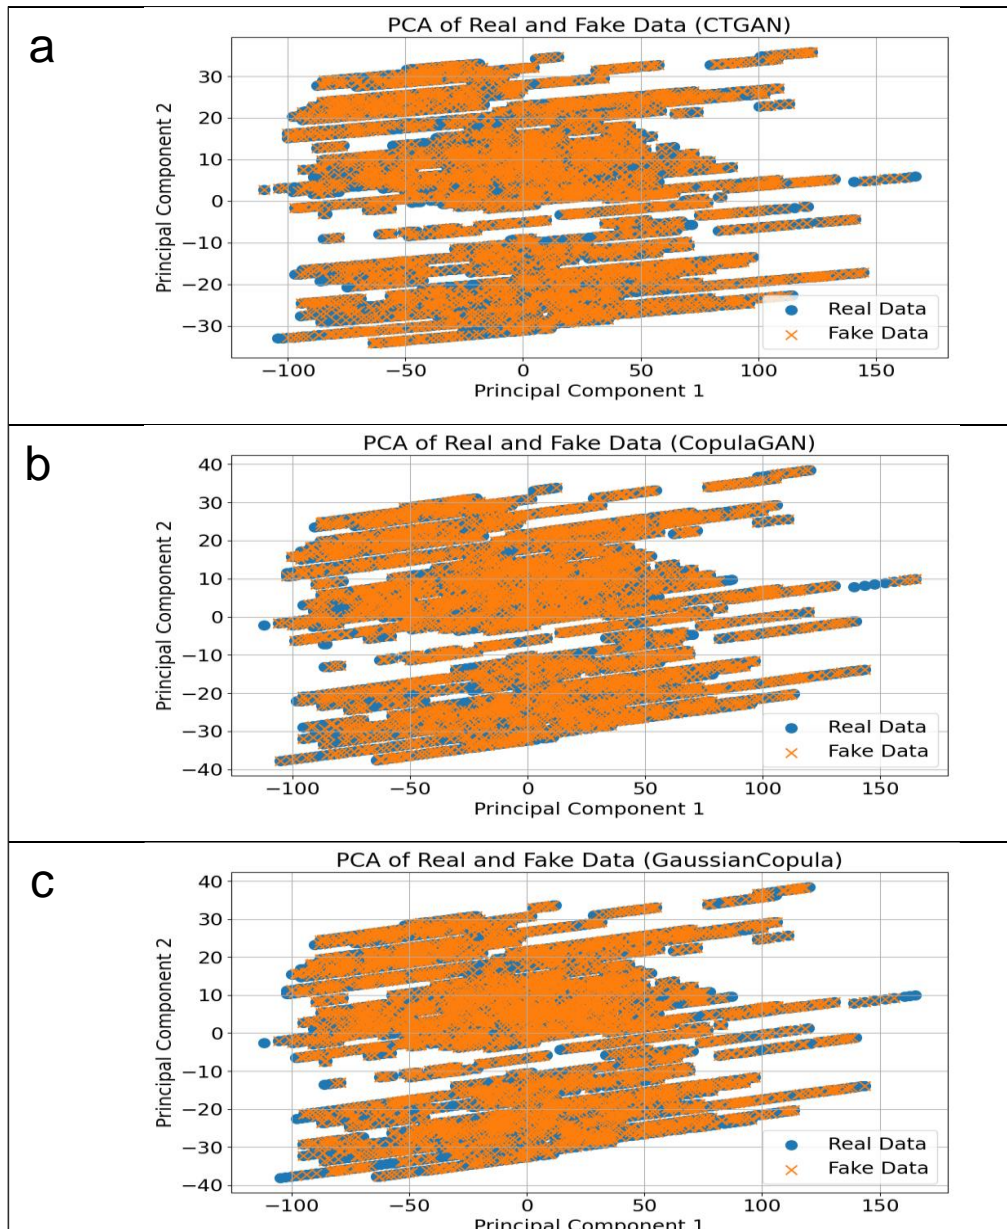 a
PCA of Real and Fake Data (CTGAN)
Principal Component 2
30
20
10
0
−10
−20
−30
Real Data
Fake Data
−100 −50 0 50 100 150
Principal Component 1
b
PCA of Real and Fake Data (CopulaGAN)
Principal Component 2
40
30
20
10
0
−10
−20
−30
−40
Real Data
Fake Data
−100 −50 0 50 100 150
Principal Component 1
c
PCA of Real and Fake Data (GaussianCopula)
Principal Component 2
40
30
20
10
0
−10
−20
−30
−40
Real Data
Fake Data
−100 −50 0 50 100 150
Principal Component 1